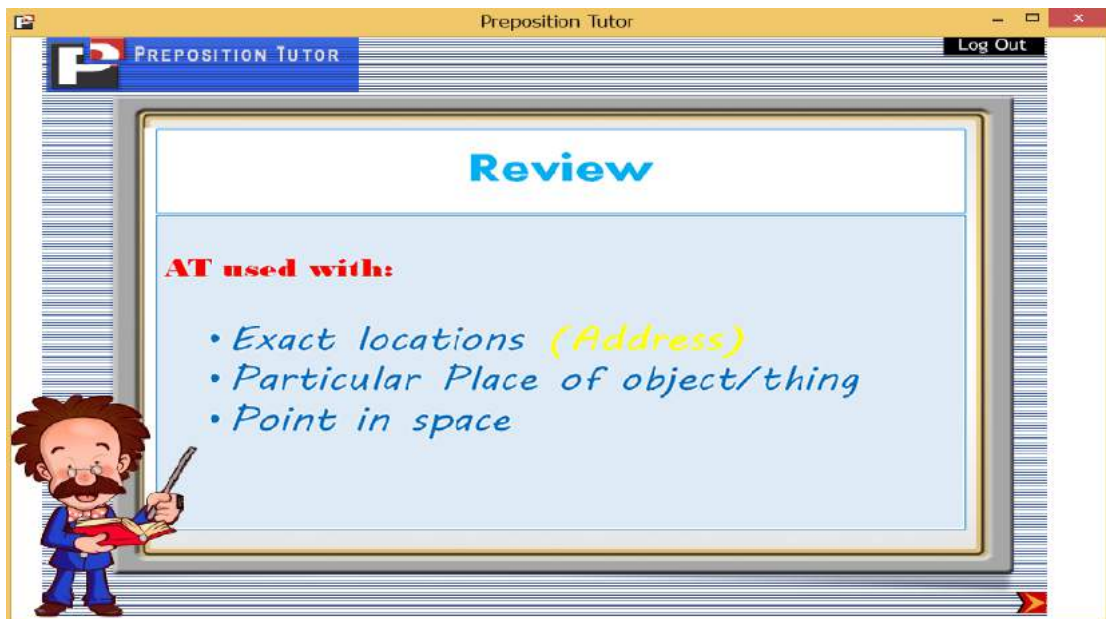 Preposition Tutor
PREPOSITION TUTOR
Log Out
Review
AT used with:
• Exact locations (Address)
• Particular Place of object/thing
• Point in space